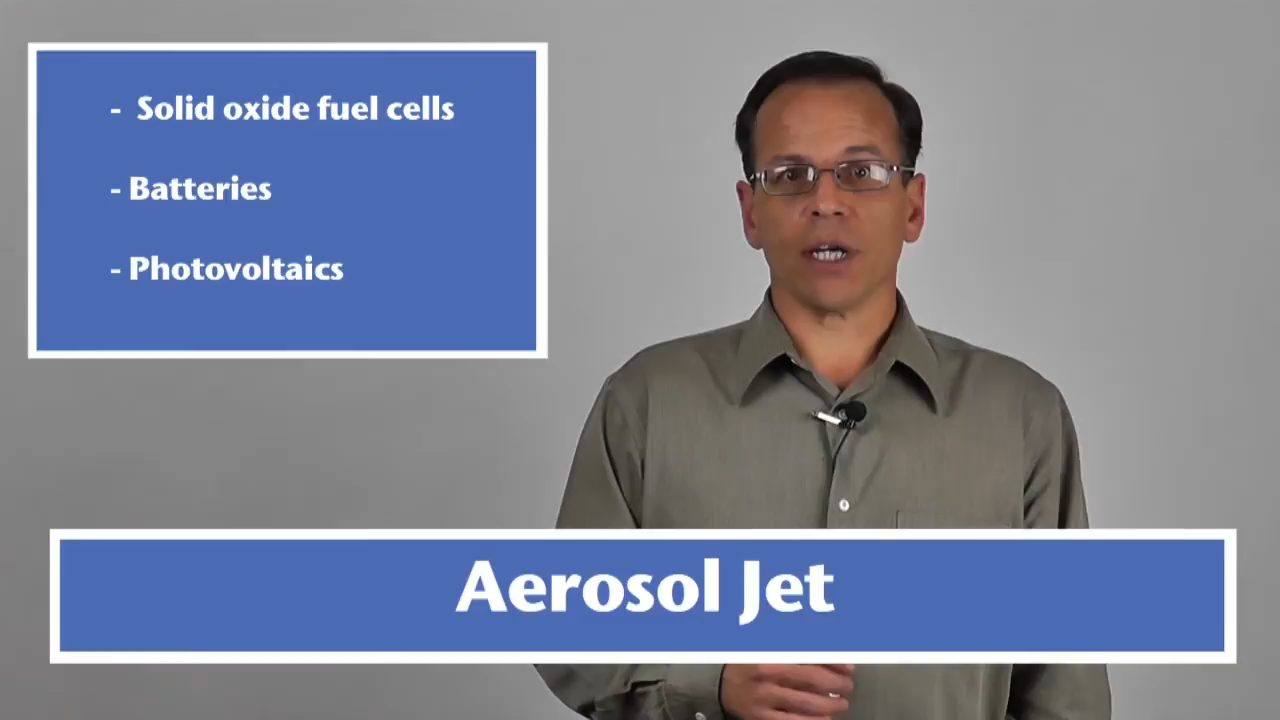 - Solid oxide fuel cells
- Batteries
- Photovoltaics
Aerosol Jet